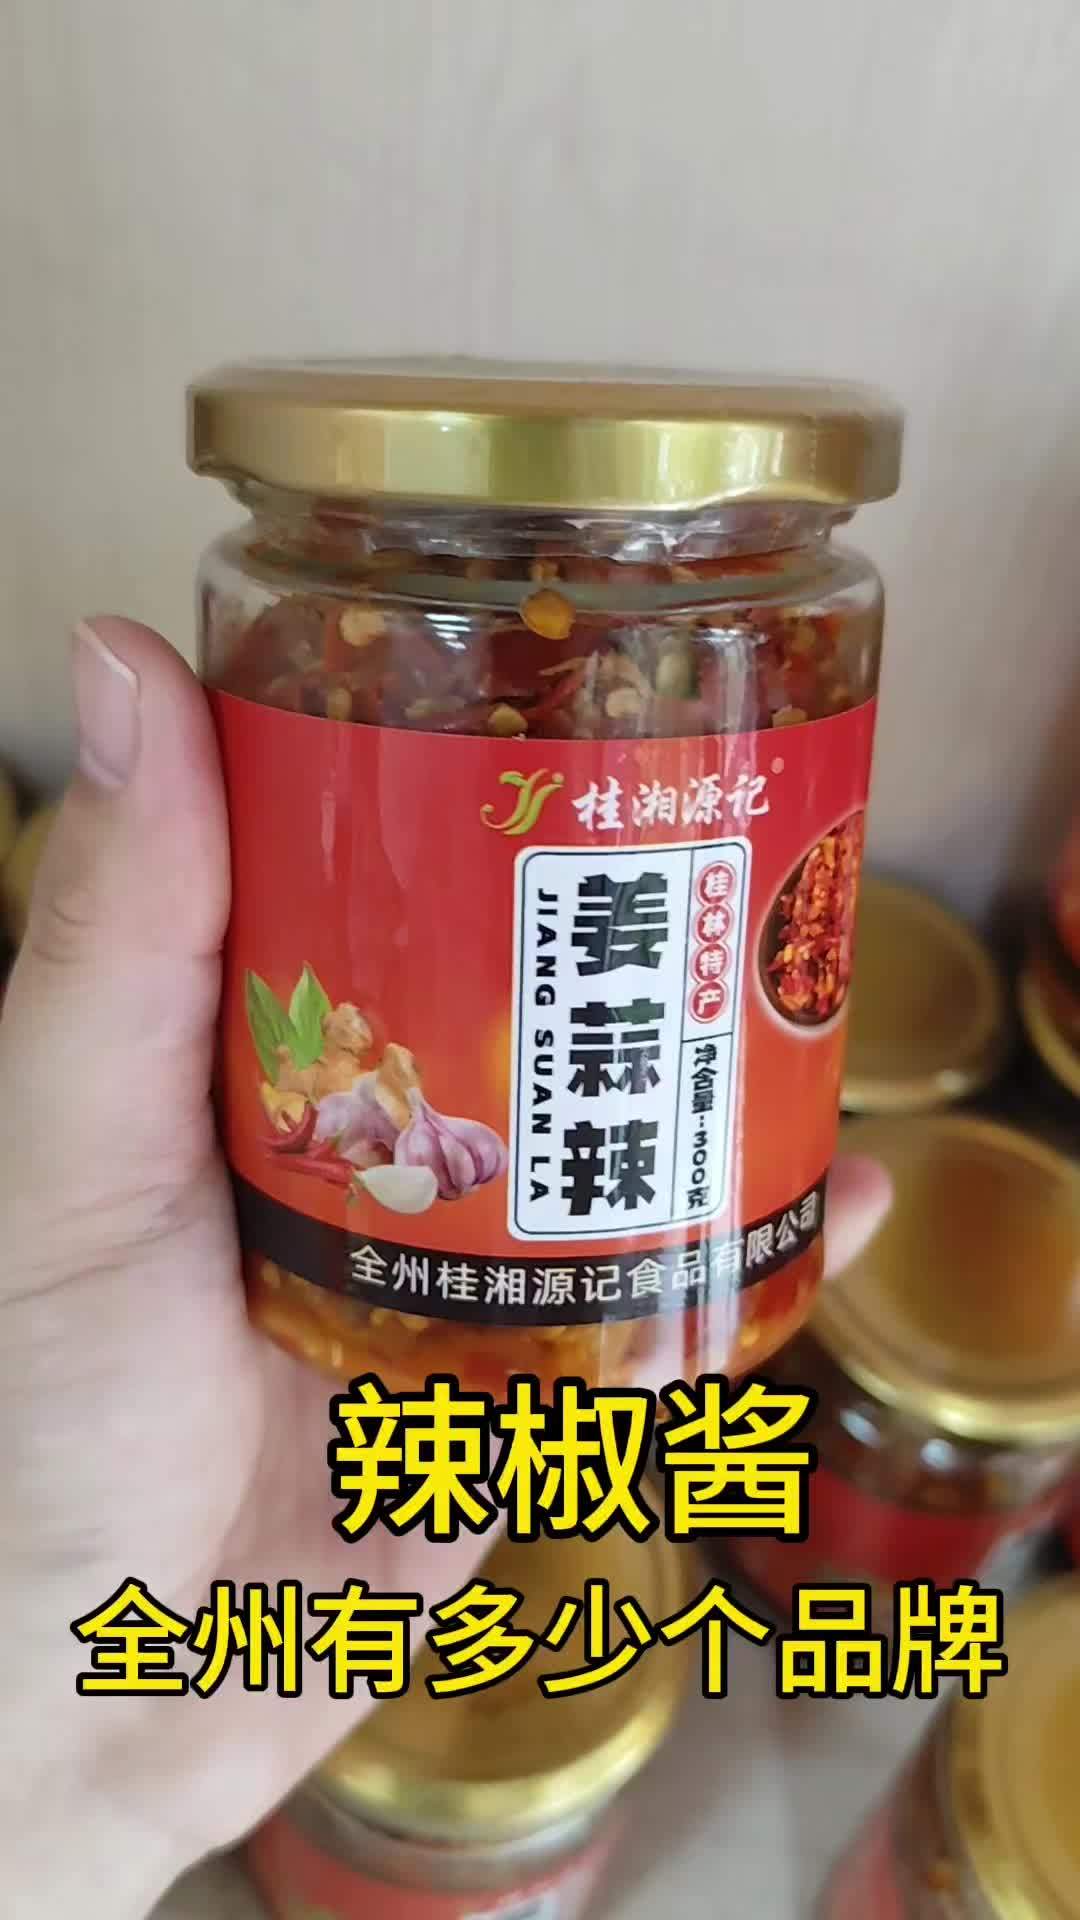 桂湘源记
姜蒜辣
JIANG SUAN LA
桂林特产
净含量:300克
全州桂湘源记食品有限公司
辣椒酱
全州有多少个品牌